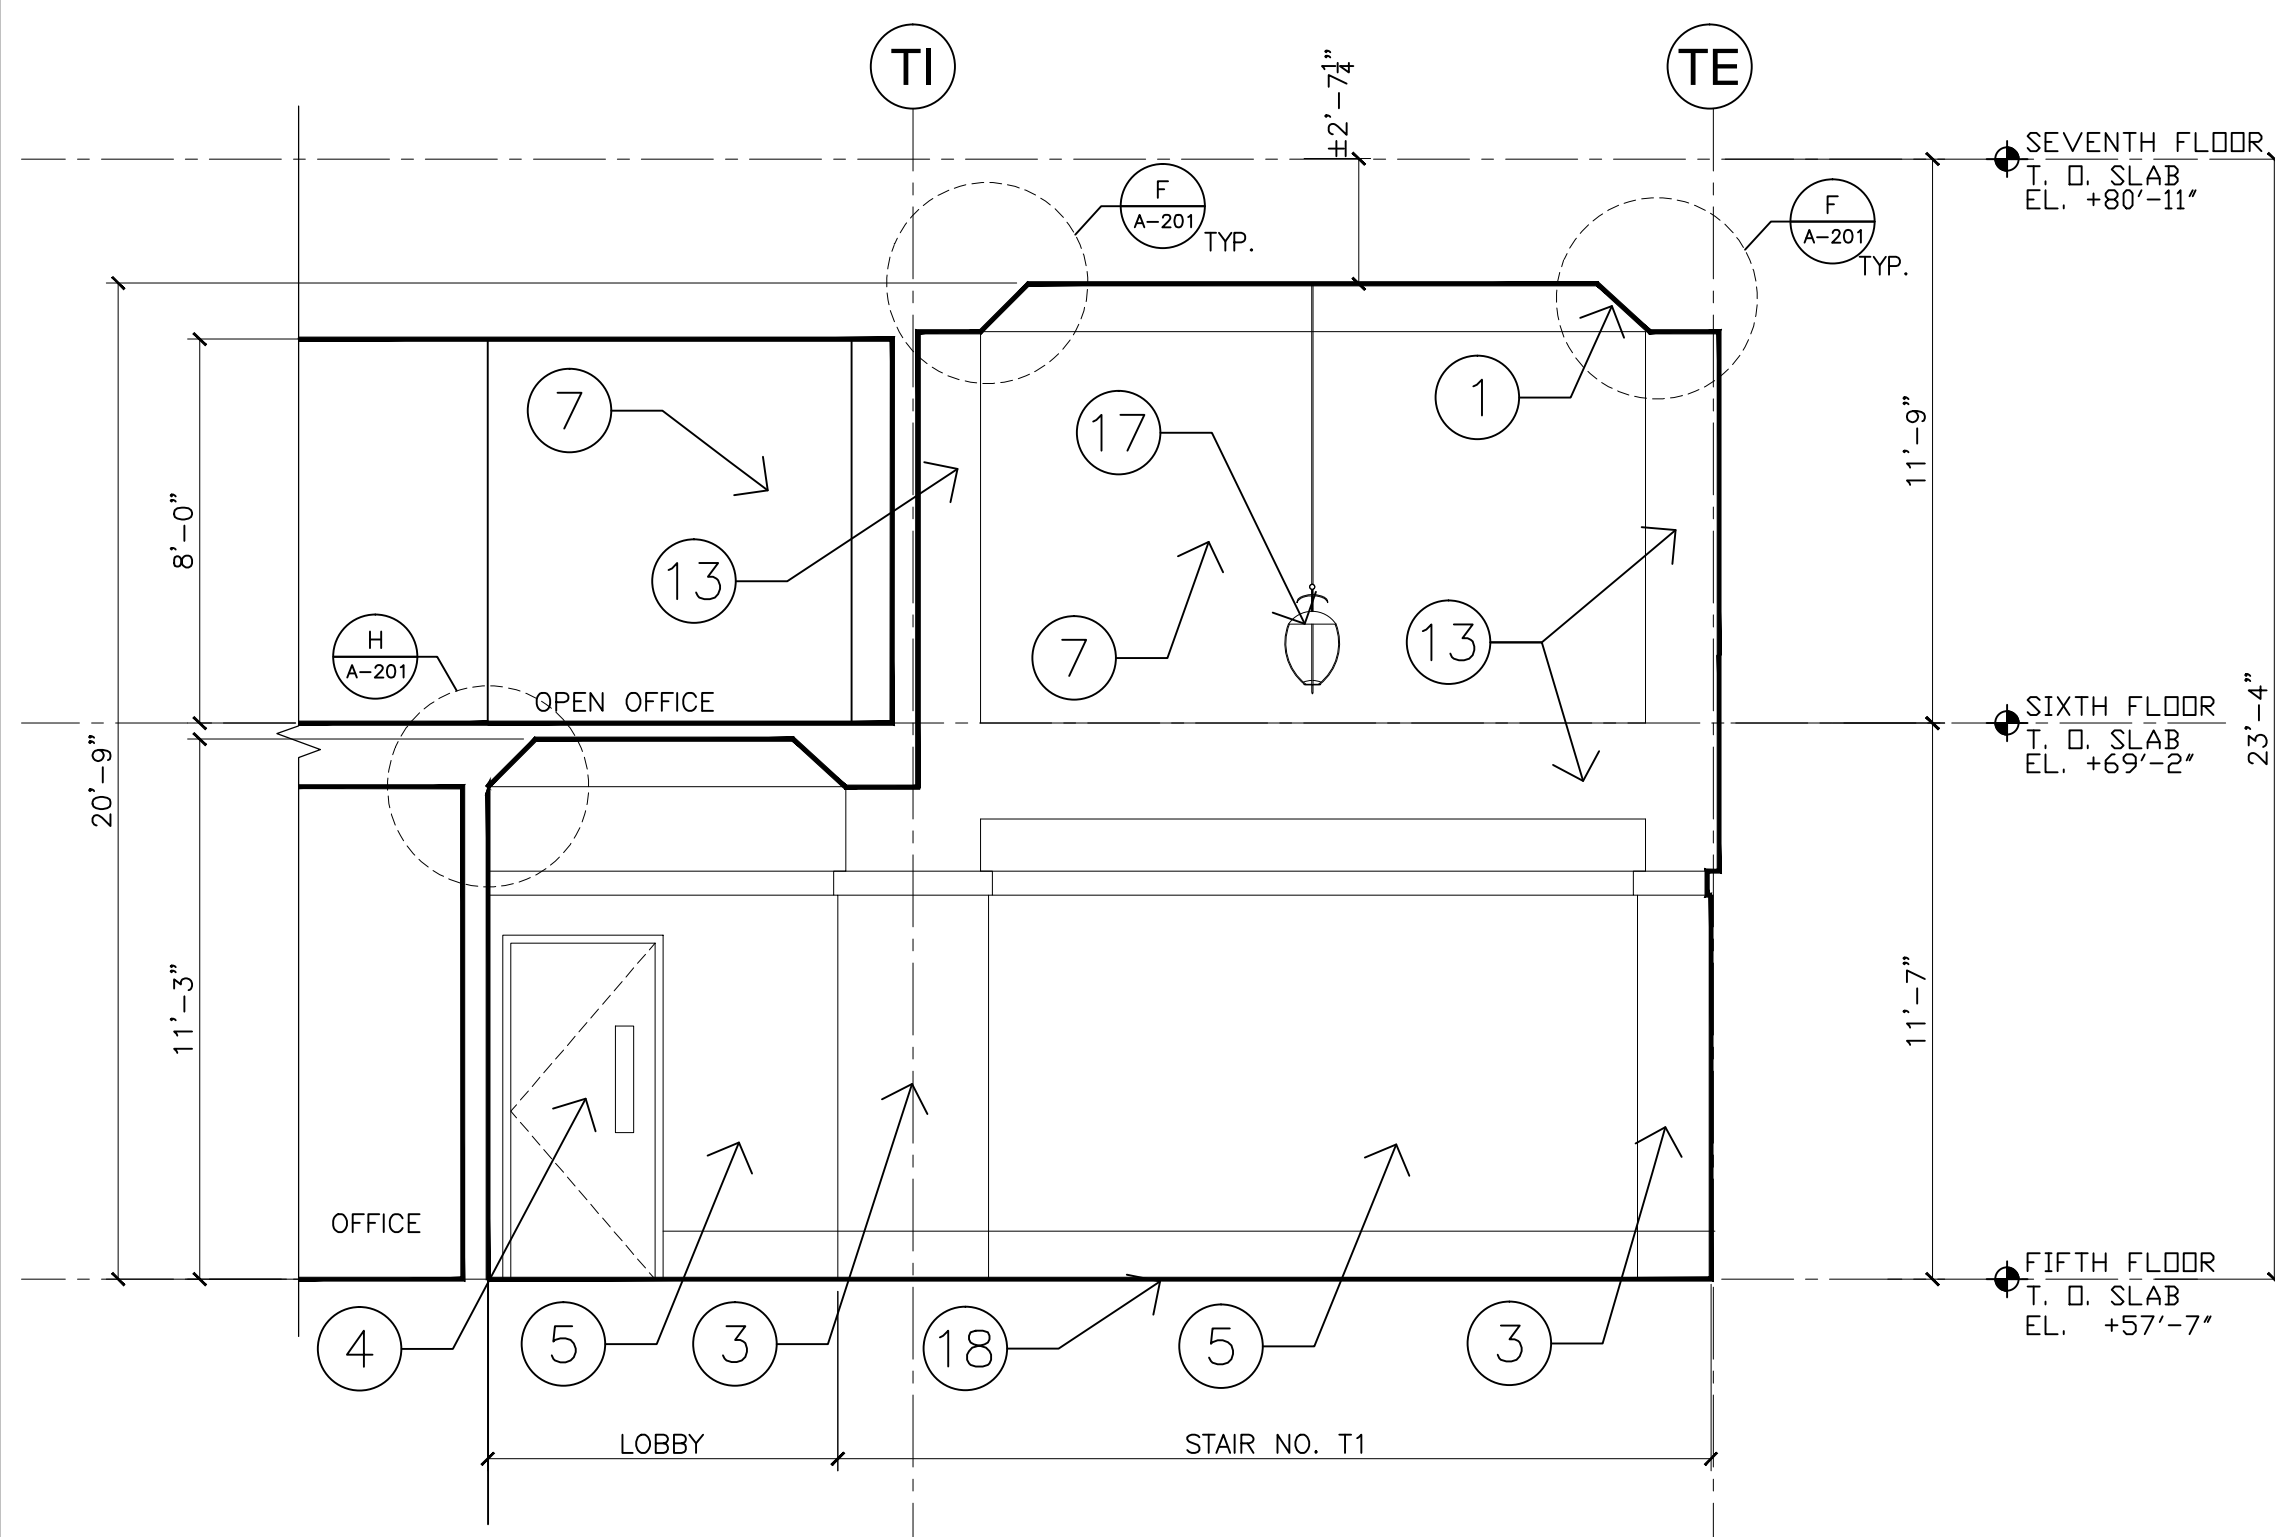 TI
TE
±2'-7 1/4"
SEVENTH FLOOR
T. O. SLAB
EL. +80'-11"
F
A-201
TYP.
F
A-201
TYP.
7
17
1
11'-9"
8'-0"
13
7
13
H
A-201
OPEN OFFICE
SIXTH FLOOR
T. O. SLAB
EL. +69'-2"
20'-9"
23'-4"
11'-3"
11'-7"
OFFICE
FIFTH FLOOR
T. O. SLAB
EL. +57'-7"
4
5
3
18
5
3
LOBBY
STAIR NO. T1